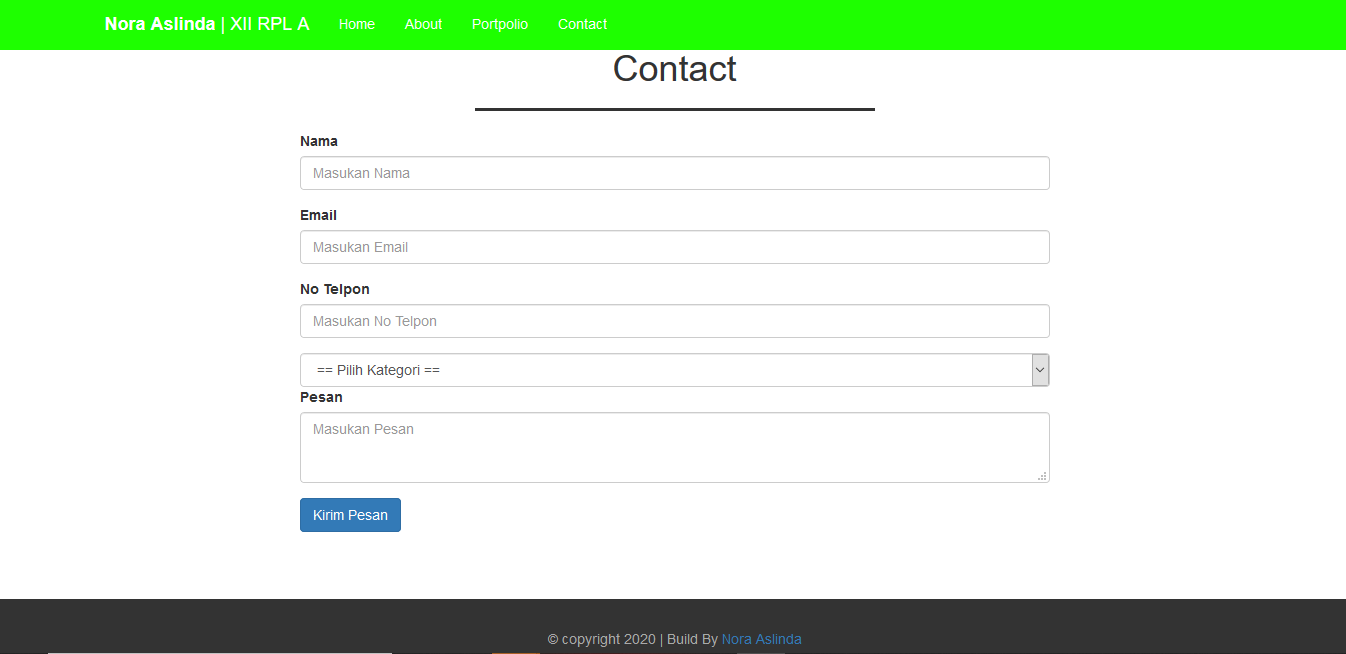 Nora Aslinda | XII RPL A Home About Portpolio Contact
Contact
Nama
Masukan Nama
Email
Masukan Email
No Telpon
Masukan No Telpon
== Pilih Kategori ==
Pesan
Masukan Pesan
Kirim Pesan
© copyright 2020 | Build By Nora Aslinda